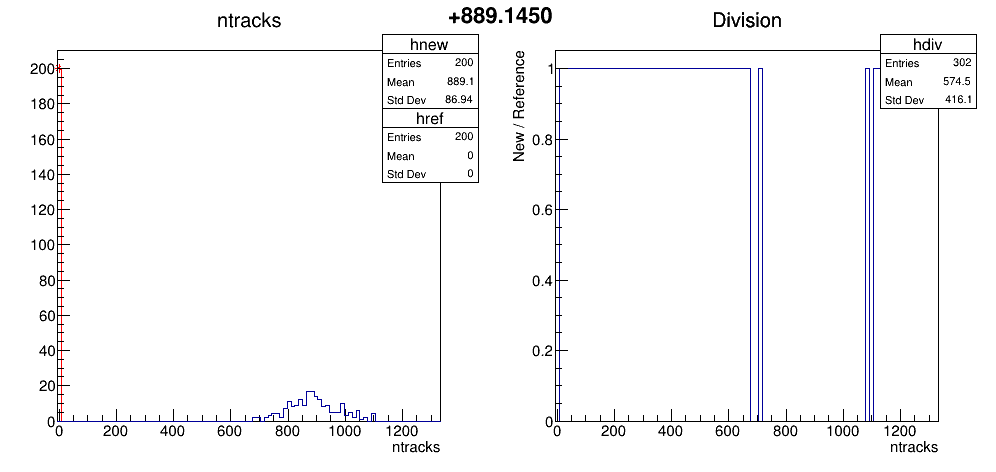 +889.1450
ntracks
hnew
Entries 200
Mean 889.1
Std Dev 86.94
href
Entries 200
Mean 0
Std Dev 0
200
180
160
140
120
100
80
60
40
20
0
0 200 400 600 800 1000 1200
ntracks
Division
hdiv
Entries 302
Mean 574.5
Std Dev 416.1
New / Reference
1
0.8
0.6
0.4
0.2
0
0 200 400 600 800 1000 1200
ntracks